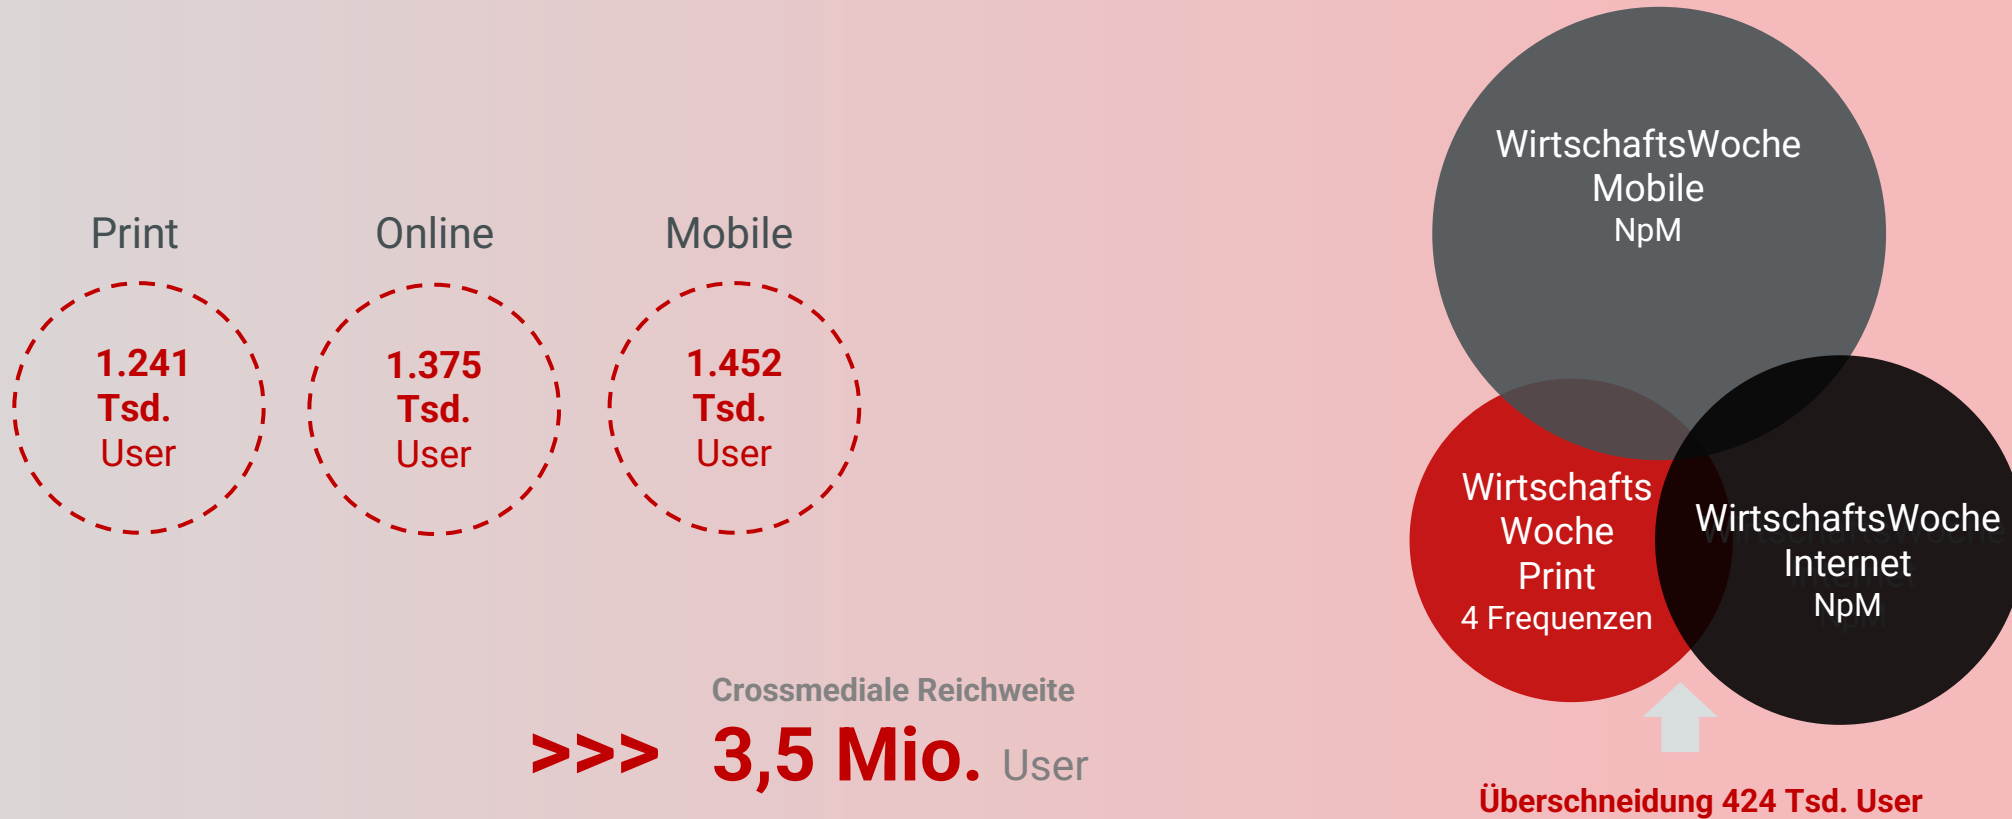 Print
1.241
Tsd.
User
Online
1.375
Tsd.
User
Mobile
1.452
Tsd.
User
Crossmediale Reichweite
>>> 3,5 Mio. User
WirtschaftsWoche
Mobile
NpM
Wirtschafts
Woche
Print
4 Frequenzen
WirtschaftsWoche
Internet
NpM
Überschneidung 424 Tsd. User